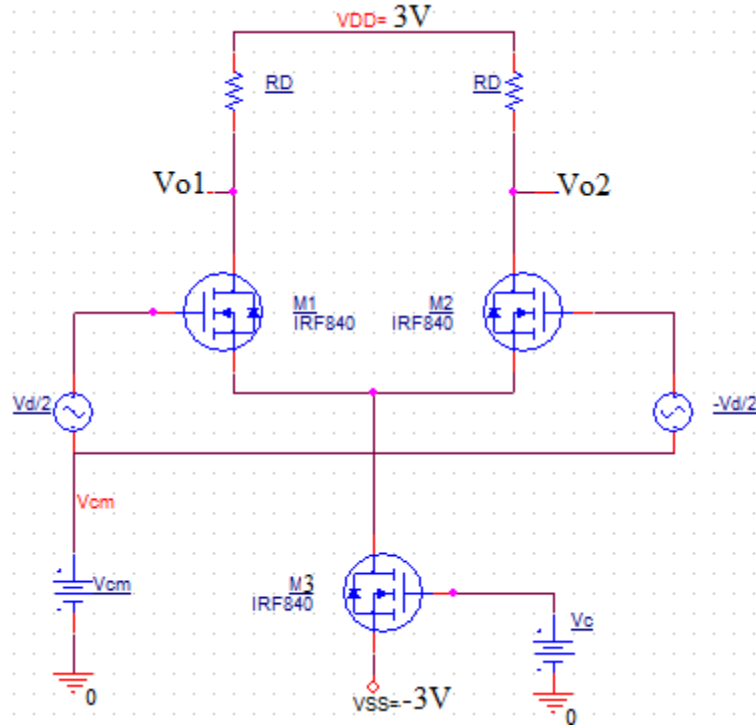 VDD= 3V
RD
RD
Vo1
Vo2
M1
IRF840
M2
IRF840
Vd/2
-Vd/2
Vcm
Vcm
M3
IRF840
Vc
0
VSS=-3V
0